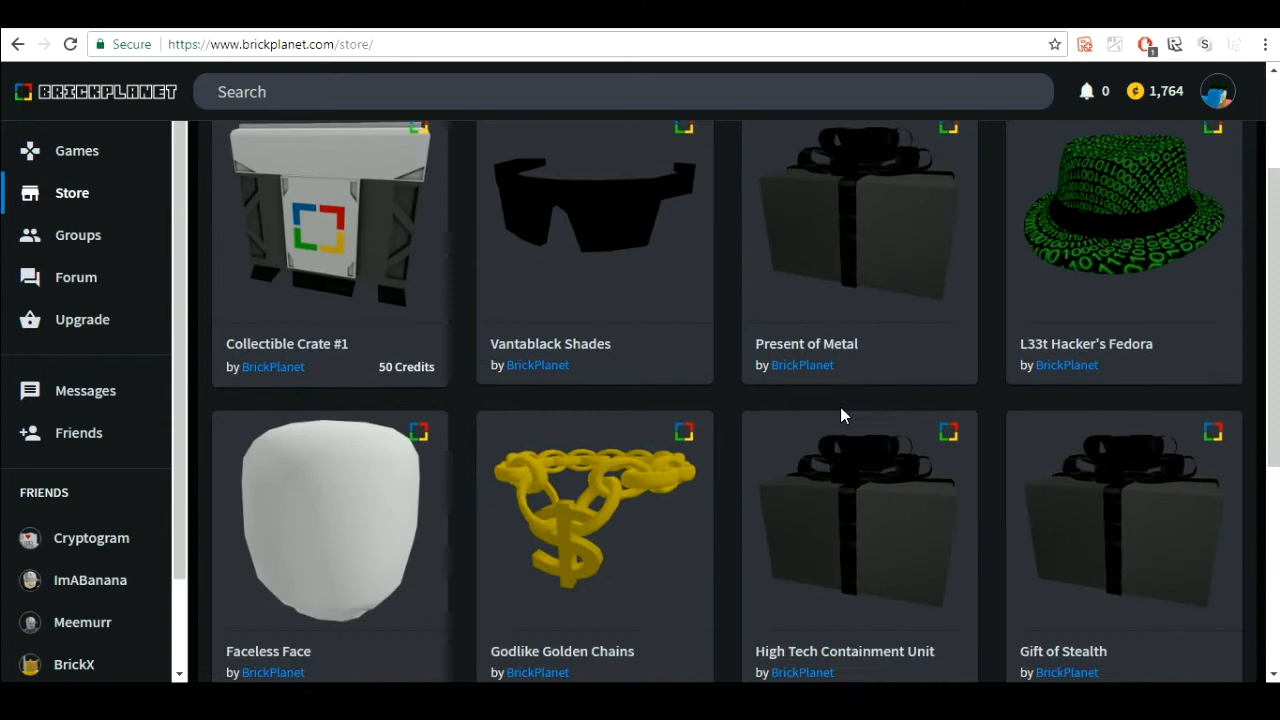 Secure https://www.brickplanet.com/store/
1
BRICKPLANET
Search
0
¢ 1,764
Games
Store
Groups
Forum
Upgrade
Messages
Friends
FRIENDS
Cryptogram
ImABanana
Meemurr
BrickX
Collectible Crate #1
by BrickPlanet 50 Credits
Vantablack Shades
by BrickPlanet
Present of Metal
by BrickPlanet
L33t Hacker's Fedora
by BrickPlanet
Faceless Face
by BrickPlanet
Godlike Golden Chains
by BrickPlanet
High Tech Containment Unit
by BrickPlanet
Gift of Stealth
by BrickPlanet